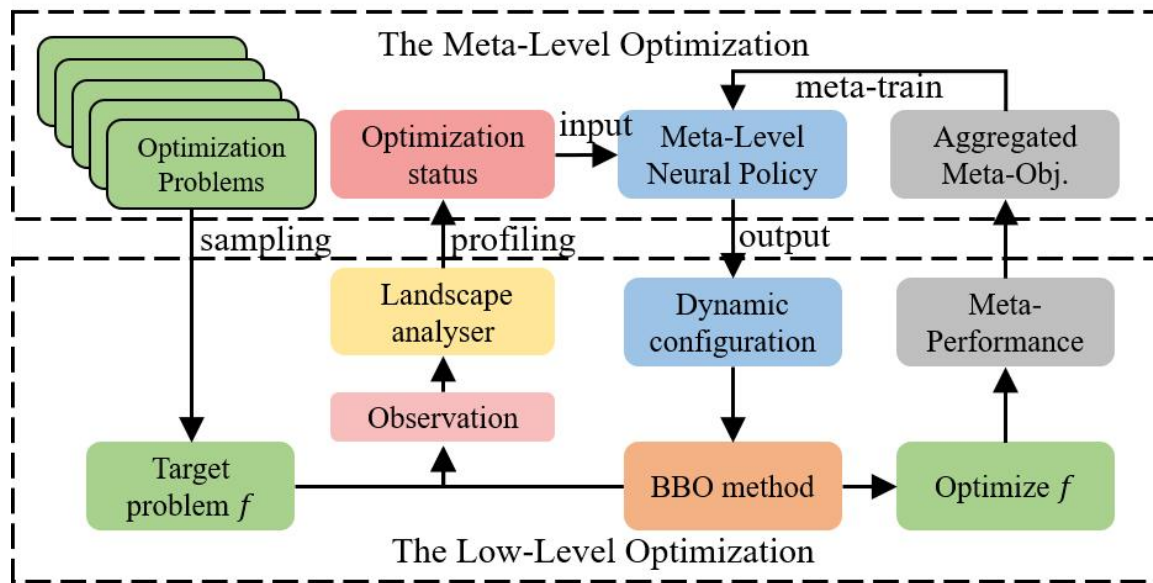 The Meta-Level Optimization
Optimization
Problems
Optimization
status
input
Meta-Level
Neural Policy
meta-train
Aggregated
Meta-Obj.
sampling
profiling
output
Landscape
analyser
Dynamic
configuration
Meta-
Performance
Observation
Target
problem f
BBO method
Optimize f
The Low-Level Optimization